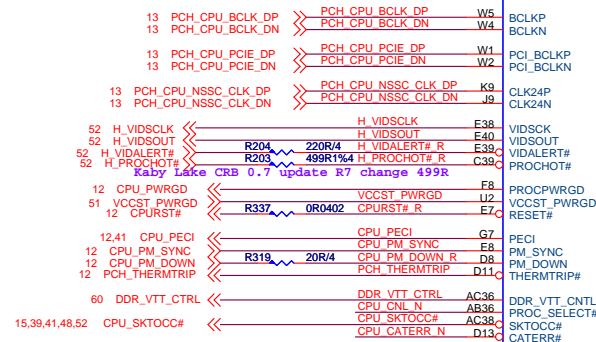 13 PCH_CPU_BCLK_DP PCH_CPU_BCLK_DP W5 BCLKP
13 PCH_CPU_BCLK_DN PCH_CPU_BCLK_DN W4 BCLKN
13 PCH_CPU_PCIE_DP PCH_CPU_PCIE_DP W1 PCI_BCLKP
13 PCH_CPU_PCIE_DN PCH_CPU_PCIE_DN W2 PCI_BCLKN
13 PCH_CPU_NSSC_CLK_DP PCH_CPU_NSSC_CLK_DP K9 CLK24P
13 PCH_CPU_NSSC_CLK_DN PCH_CPU_NSSC_CLK_DN J9 CLK24N
52 H_VIDSCLK H_VIDSCLK E38 VIDSCK
52 H_VIDSOUT H_VIDSOUT E40 VIDSOUT
52 H_VIDALERT# R204 220R/4 H_VIDALERT#_R E39 VIDALERT#
52 H_PROCHOT# R203 499R1%4 H_PROCHOT#_R C39 PROCHOT#
Kaby Lake CRB 0.7 update R7 change 499R
12 CPU_PWRGD F8 PROCPWRGD
51 VCCST_PWRGD VCCST_PWRGD U2 VCCST_PWRGD
12 CPURST# R337 0R0402 CPURST#_R E7 RESET#
12,41 CPU_PECI CPU_PECI G7 PECI
12 CPU_PM_SYNC CPU_PM_SYNC E8 PM_SYNC
12 CPU_PM_DOWN R319 20R/4 CPU_PM_DOWN_R D8 PM_DOWN
12 PCH_THERMTRIP PCH_THERMTRIP D11 THERMTRIP#
60 DDR_VTT_CTRL DDR_VTT_CTRL AC36 DDR_VTT_CNTL
CPU_CNL_N AB36 PROC_SELECT#
15,39,41,48,52 CPU_SKTOCC# CPU_SKTOCC# AC38 SKTOCC#
CPU_CATERR_N D13 CATERR#